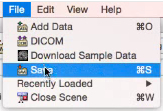 File Edit View Help
Add Data ⌘O
DICOM
Download Sample Data
Save ⌘S
Recently Loaded ▶
Close Scene ⌘W